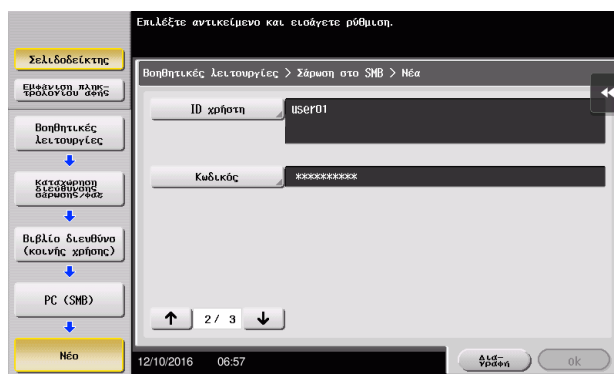 Επιλέξτε αντικείμενο και εισάγετε ρύθμιση.
Σελιδοδείκτης
Εμφάνιση πληκ-
τρολογίου αφής
Βοηθητικές λειτουργίες > Σάρωση στο SMB > Νέα
ID χρήστη
user01
Βοηθητικές
λειτουργίες
Κωδικός
**********
Καταχώρηση
διεύθυνσης
σάρωσης/φαξ
Βιβλίο διευθύνσ
(κοινής χρήσης)
PC (SMB)
↑ 2/ 3 ↓
Νέο
12/10/2016 06:57
Δια-
γραφή
ok